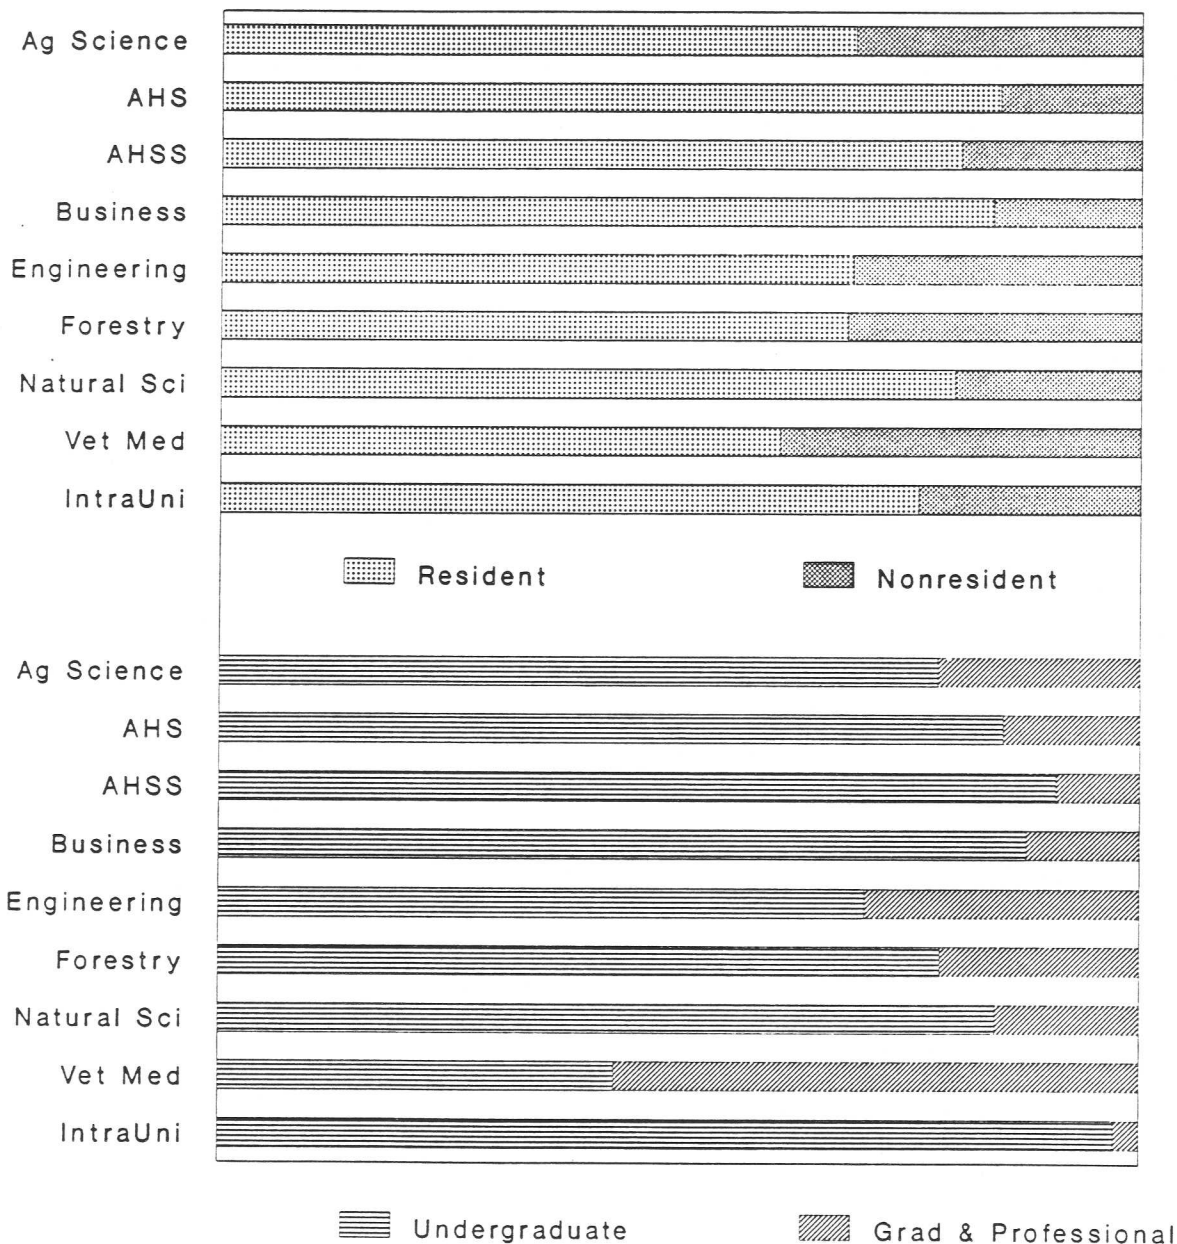 Ag Science
AHS
AHSS
Business
Engineering
Forestry
Natural Sci
Vet Med
IntraUni
Resident Nonresident
Ag Science
AHS
AHSS
Business
Engineering
Forestry
Natural Sci
Vet Med
IntraUni
Undergraduate Grad & Professional